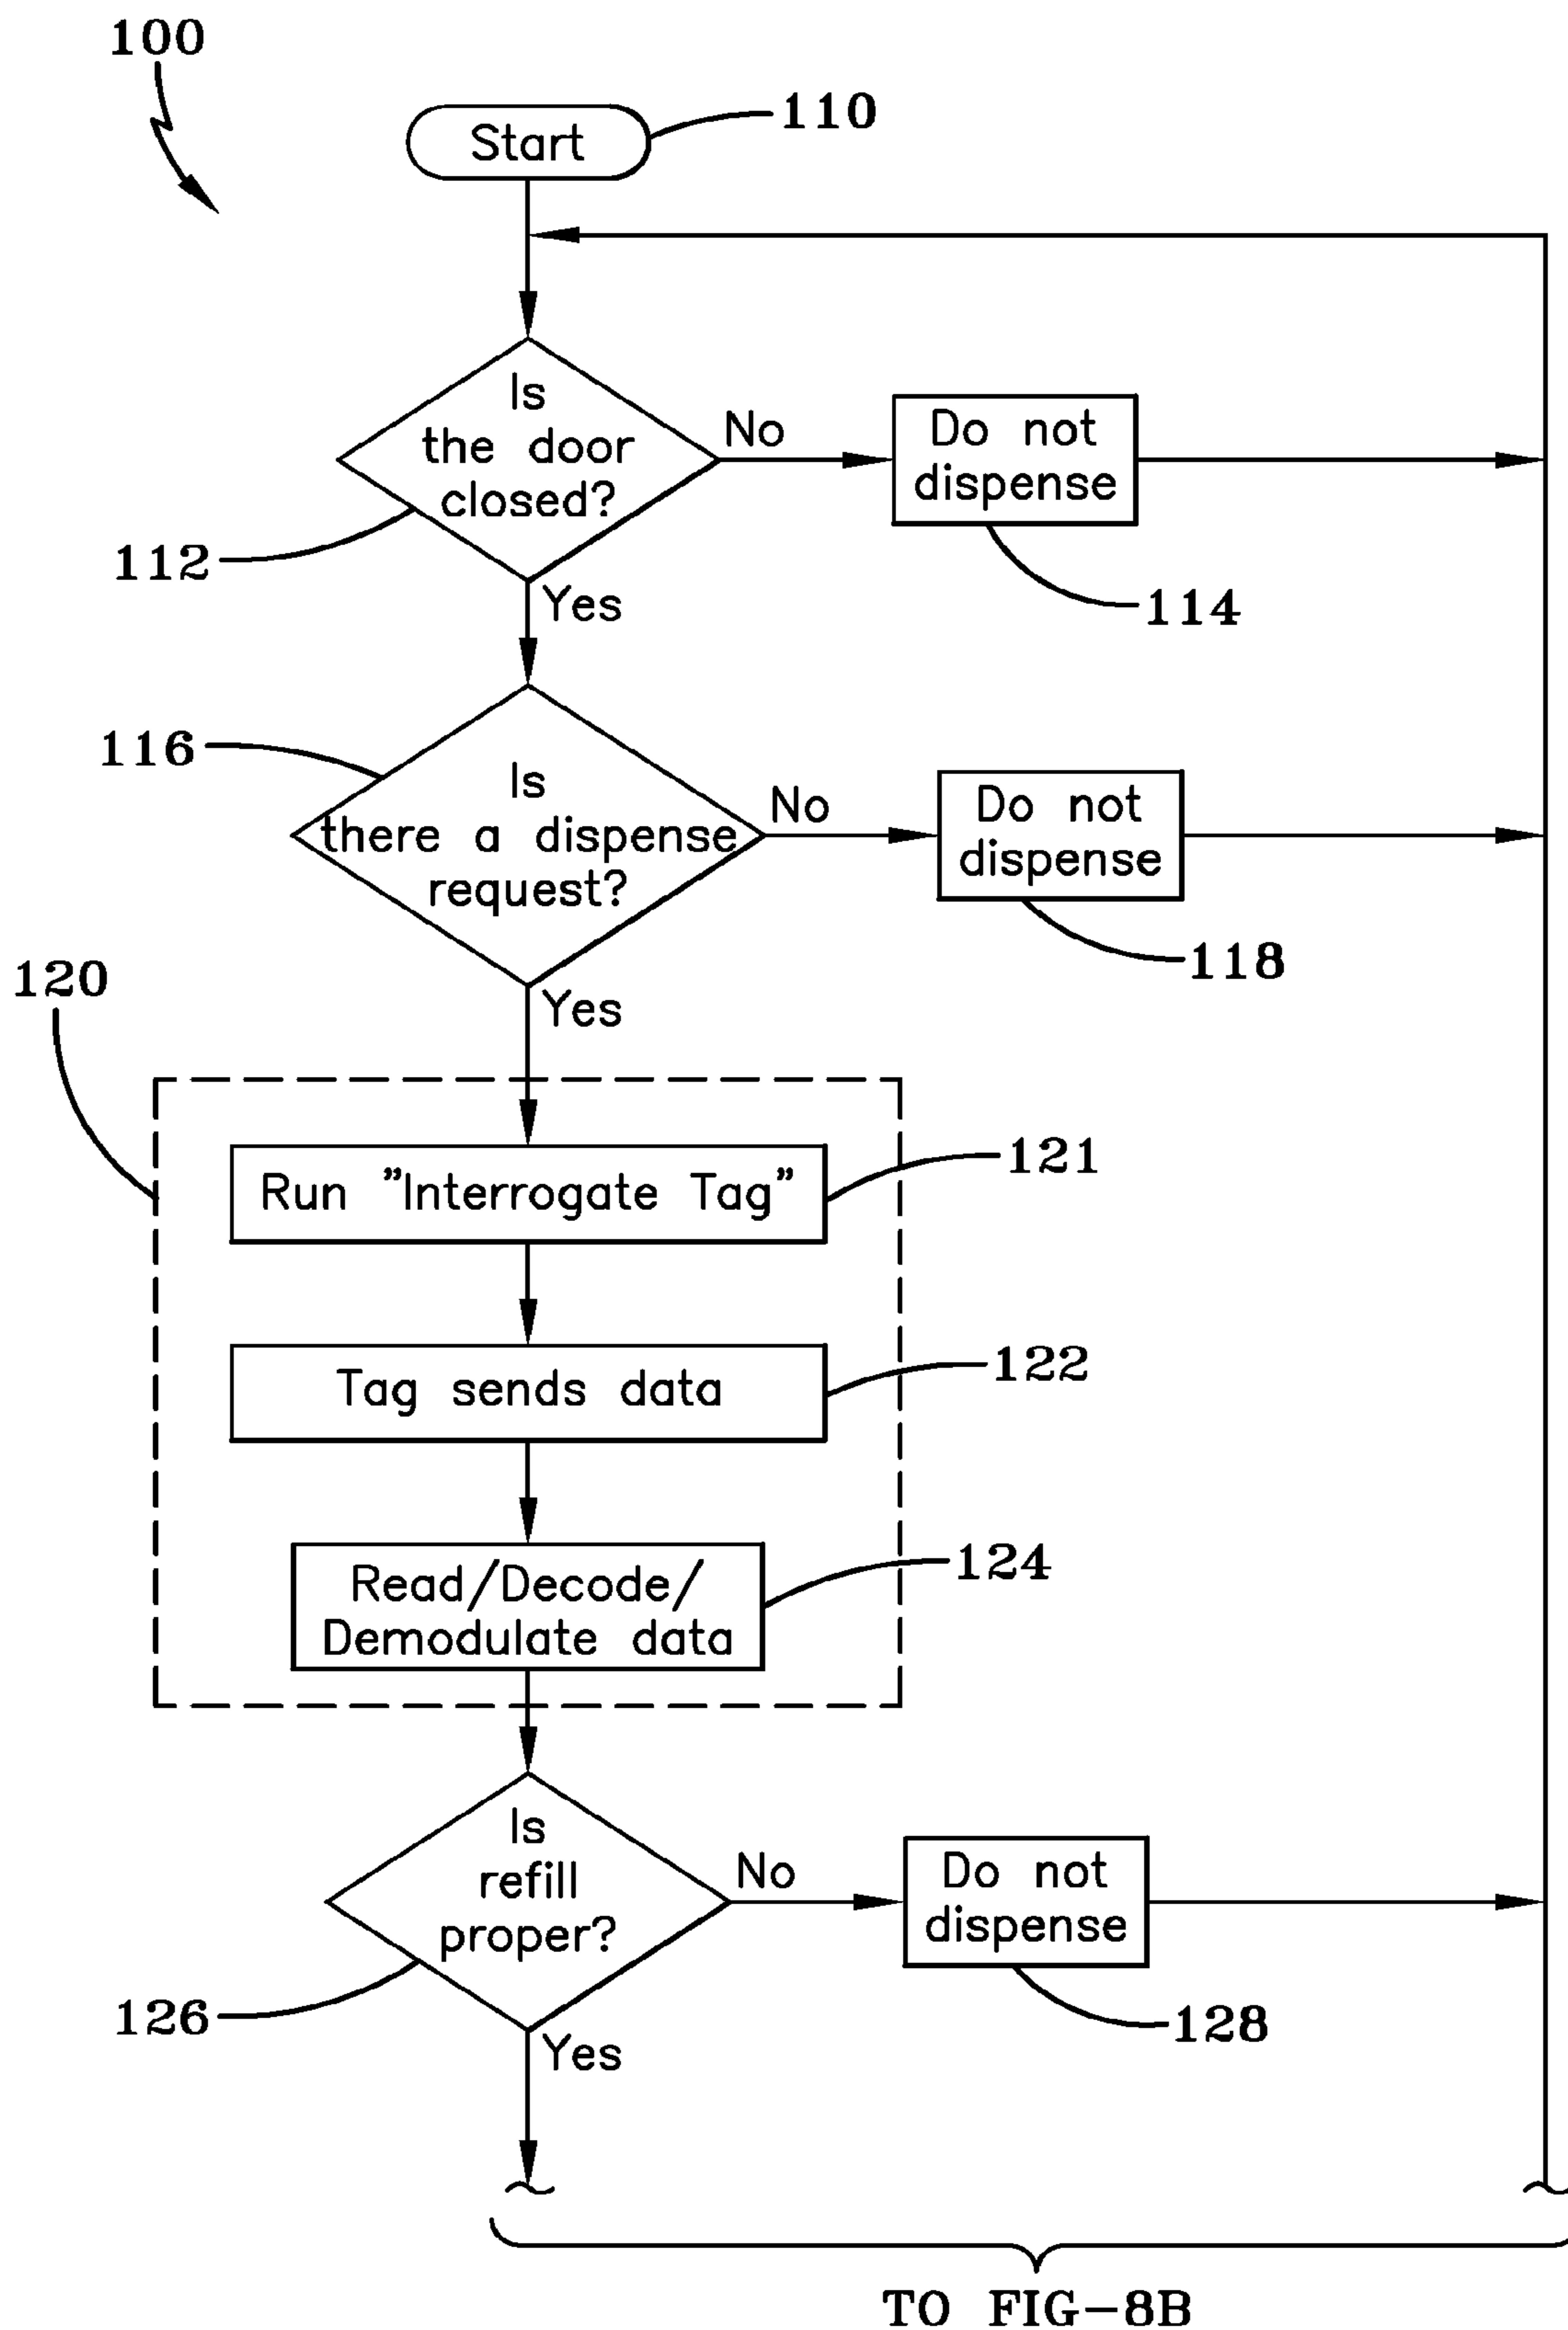 100
Start
110
Is
the door
closed?
No
Do not
dispense
112
Yes
114
116
Is
there a dispense
request?
No
Do not
dispense
118
120
Yes
Run "Interrogate Tag"
121
Tag sends data
122
Read/Decode/
Demodulate data
124
Is
refill
proper?
No
Do not
dispense
126
Yes
128
TO FIG-8B